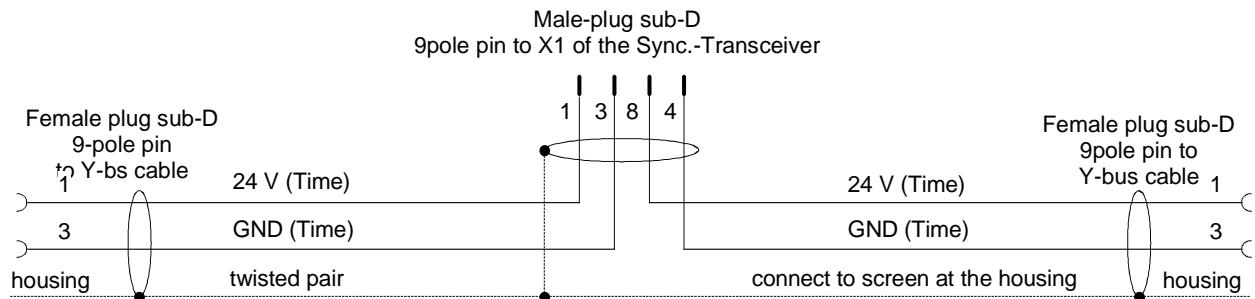 Male-plug sub-D
9pole pin to X1 of the Sync.-Transceiver
1 3 8 4
Female plug sub-D
9-pole pin
to Y-bs cable
Female plug sub-D
9pole pin to
Y-bus cable
1 24 V (Time) 24 V (Time) 1
3 GND (Time) GND (Time) 3
housing twisted pair connect to screen at the housing housing